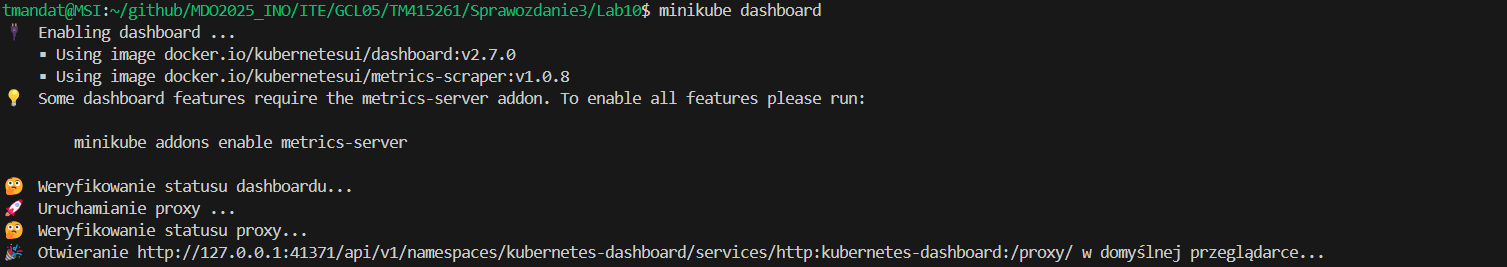 tmandat@MSI:~/github/MDO2025_INO/ITE/GCL05/TM415261/Sprawozdanie3/Lab10$ minikube dashboard
Enabling dashboard ...
▪ Using image docker.io/kubernetesui/dashboard:v2.7.0
▪ Using image docker.io/kubernetesui/metrics-scraper:v1.0.8
Some dashboard features require the metrics-server addon. To enable all features please run:
minikube addons enable metrics-server
Weryfikowanie statusu dashboardu...
Uruchamianie proxy ...
Weryfikowanie statusu proxy...
Otwieranie http://127.0.0.1:41371/api/v1/namespaces/kubernetes-dashboard/services/http:kubernetes-dashboard:/proxy/ w domyślnej przeglądarce...